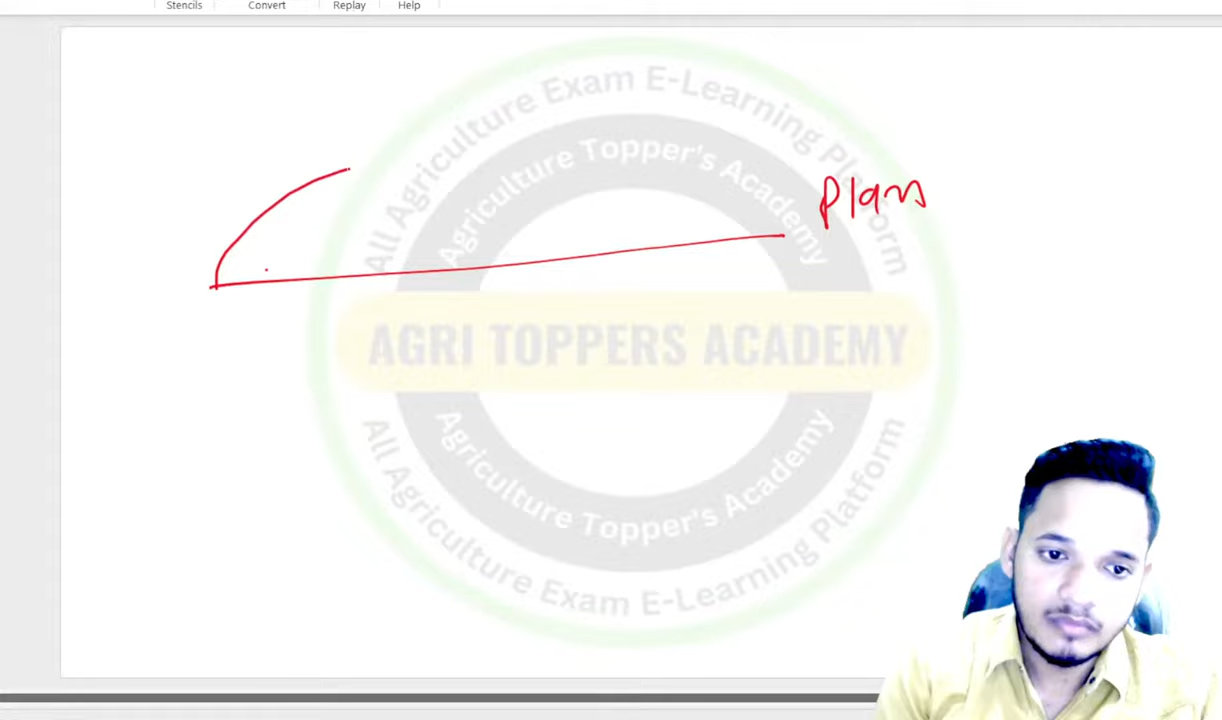 Stencils Convert Replay Help
All Agriculture Exam E-Learning Platform
Agriculture Topper's Academy
Plan
AGRI TOPPERS ACADEMY
Agriculture Topper's Academy
All Agriculture Exam E-Learning Platform